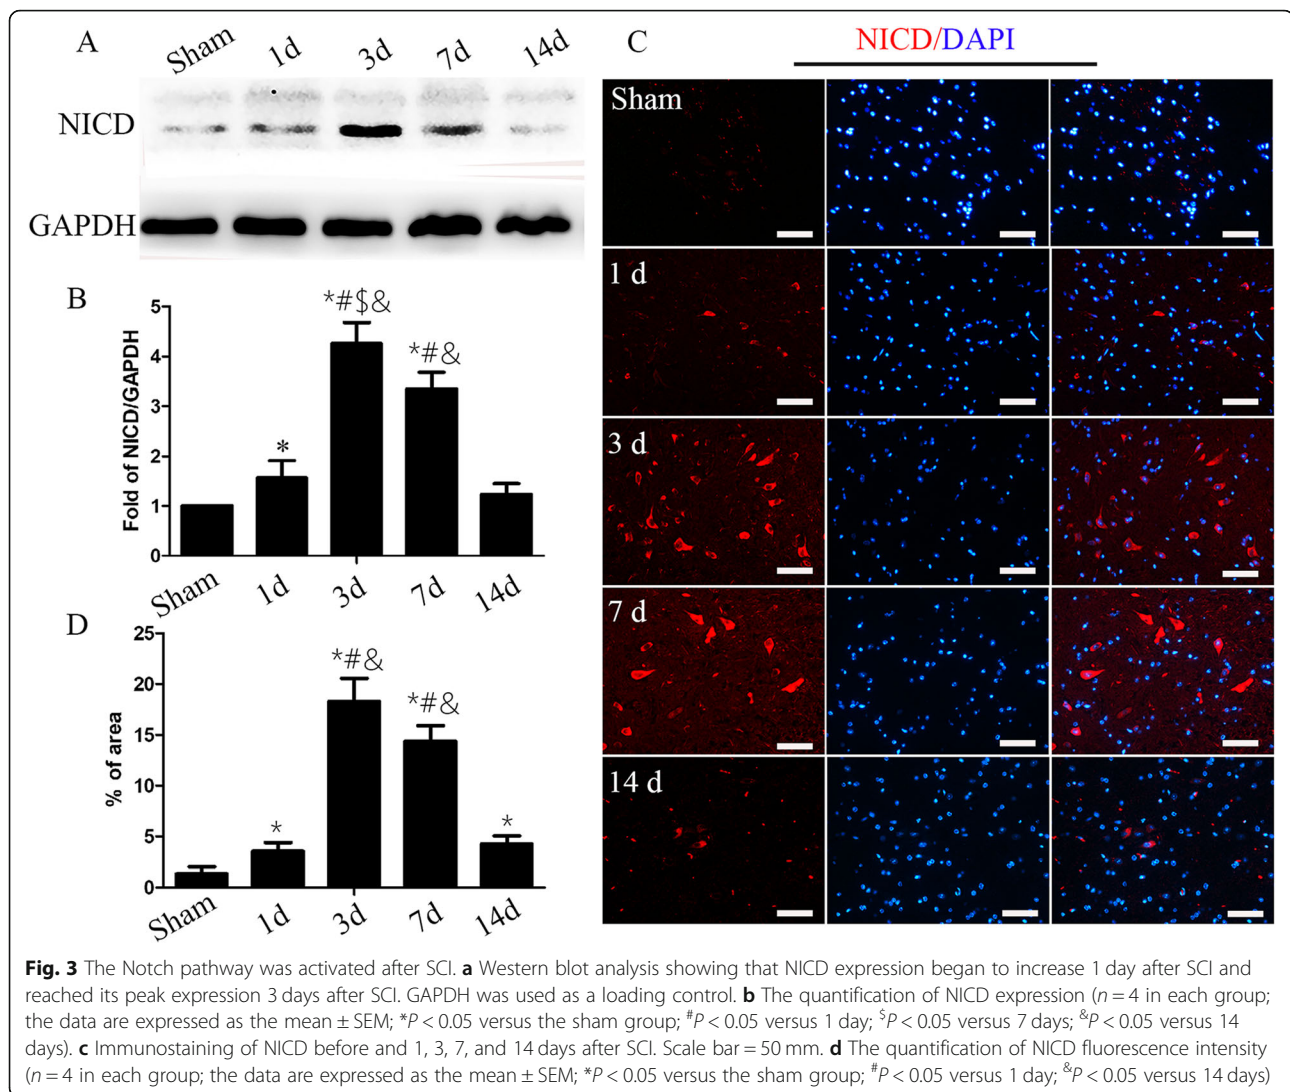 A
Sham 1d 3d 7d 14d
NICD
GAPDH
B
Fold of NICD/GAPDH
5
4
3
2
1
0
*
*#$&
*#&
Sham 1d 3d 7d 14d
D
% of area
25
20
15
10
5
0
*
*#&
*#&
*
Sham 1d 3d 7d 14d
C
NICD/DAPI
Sham
1 d
3 d
7 d
14 d
Fig. 3 The Notch pathway was activated after SCI. a Western blot analysis showing that NICD expression began to increase 1 day after SCI and
reached its peak expression 3 days after SCI. GAPDH was used as a loading control. b The quantification of NICD expression (n = 4 in each group;
the data are expressed as the mean ± SEM; *P < 0.05 versus the sham group; #P < 0.05 versus 1 day; $P < 0.05 versus 7 days; &P < 0.05 versus 14
days). c Immunostaining of NICD before and 1, 3, 7, and 14 days after SCI. Scale bar = 50 mm. d The quantification of NICD fluorescence intensity
(n = 4 in each group; the data are expressed as the mean ± SEM; *P < 0.05 versus the sham group; #P < 0.05 versus 1 day; &P < 0.05 versus 14 days)